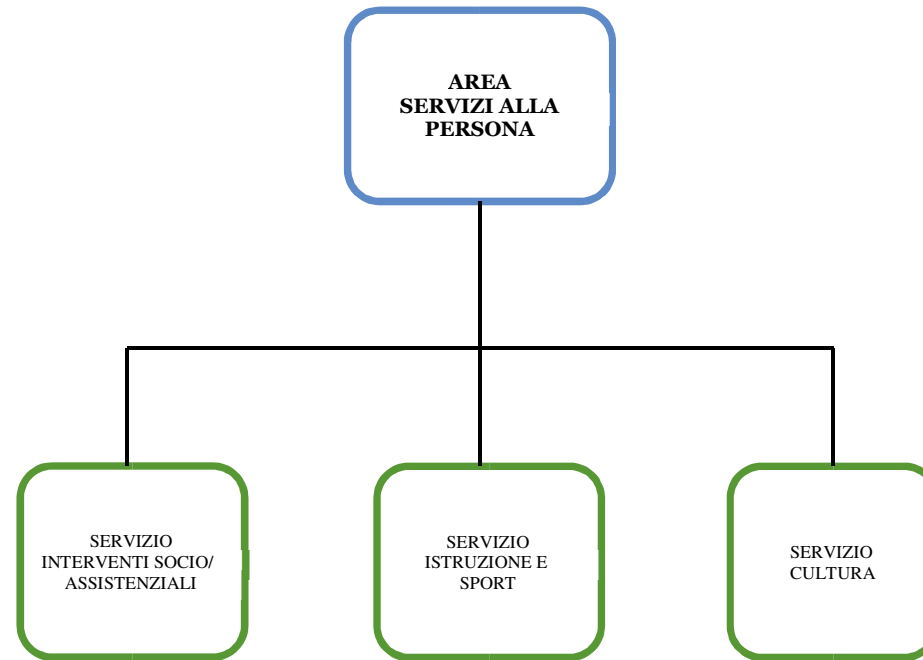 AREA
SERVIZI ALLA
PERSONA
SERVIZIO
INTERVENTI SOCIO/
ASSISTENZIALI
SERVIZIO
ISTRUZIONE E
SPORT
SERVIZIO
CULTURA